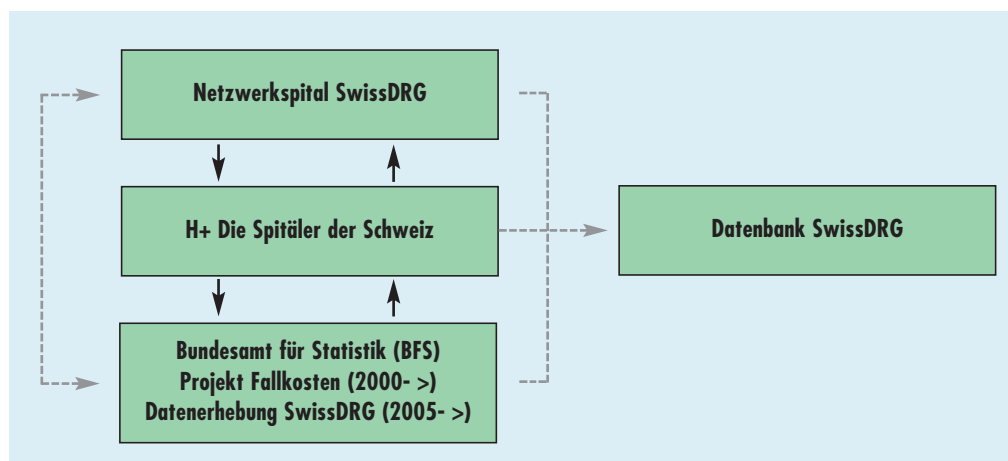 Netzwerkspital SwissDRG
H+ Die Spitäler der Schweiz
Datenbank SwissDRG
Bundesamt für Statistik (BFS)
Projekt Fallkosten (2000- >)
Datenerhebung SwissDRG (2005- >)